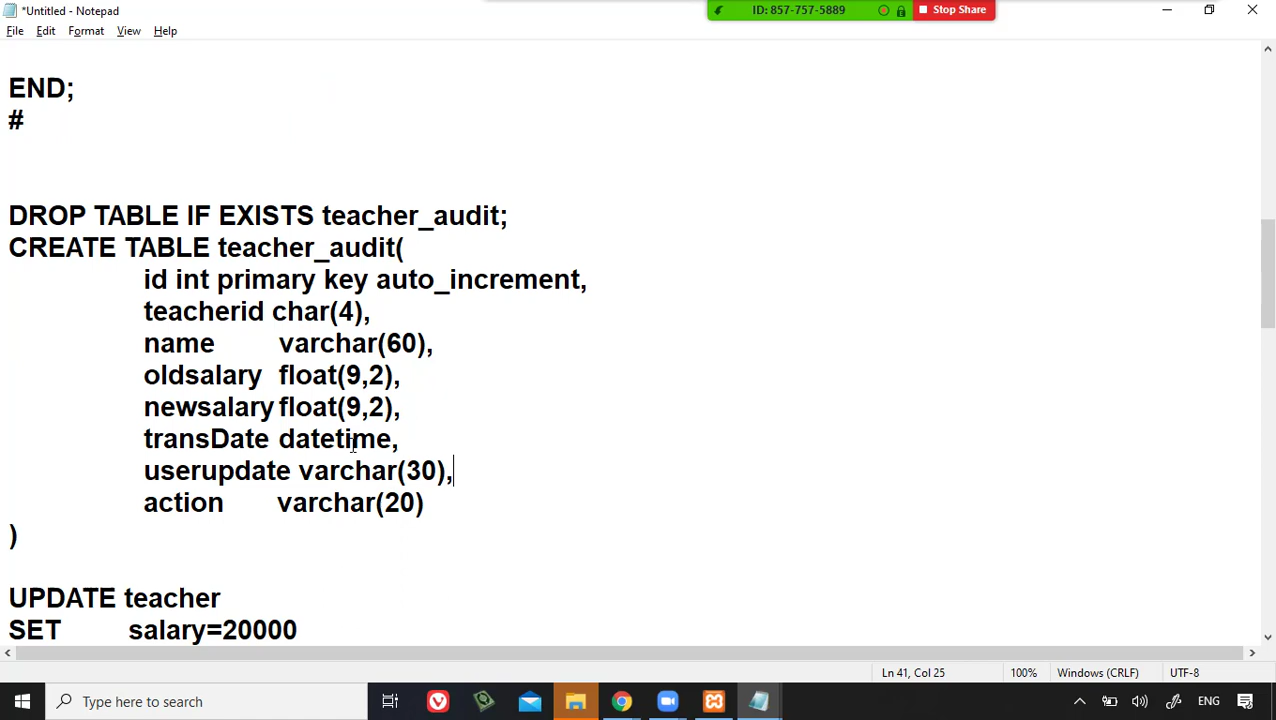 *Untitled - Notepad
ID: 857-757-5889
Stop Share
File Edit Format View Help
END;
#
DROP TABLE IF EXISTS teacher_audit;
CREATE TABLE teacher_audit(
id int primary key auto_increment,
teacherid char(4),
name varchar(60),
oldsalary float(9,2),
newsalary float(9,2),
transDate datetime,
userupdate varchar(30),
action varchar(20)
)
UPDATE teacher
SET salary=20000
Ln 41, Col 25 100% Windows (CRLF) UTF-8
Type here to search ENG